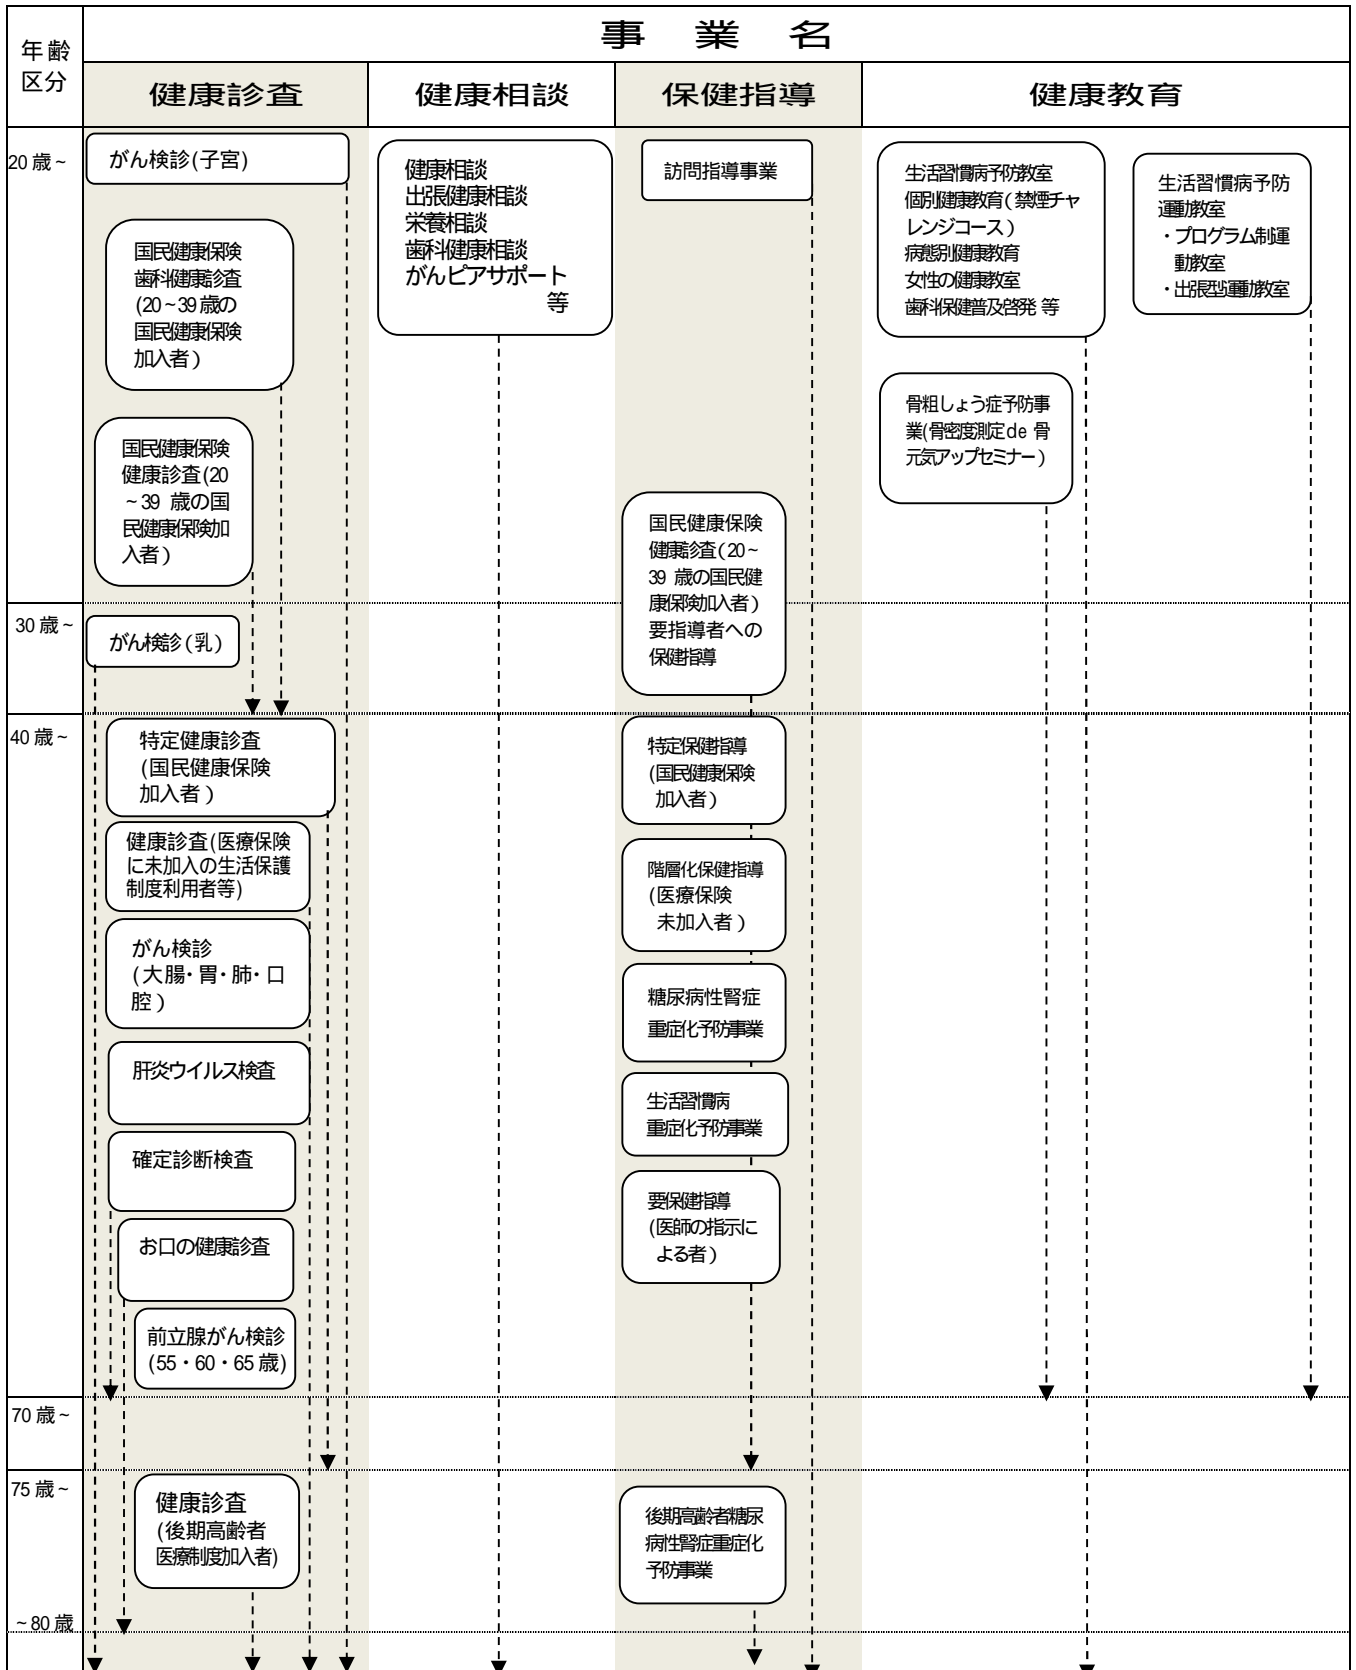 年齢
区分
事 業 名
健康診査
健康相談
保健指導
健康教育
20歳~
がん検診(子宮)
国民健康保険
歯科健康診査
(20~39歳の
国民健康保険
加入者)
国民健康保険
健康診査(20
~39 歳の国
民健康保険加
入者)
健康相談
出張健康相談
栄養相談
歯科健康相談
がんピアサポート
等
訪問指導事業
国民健康保険
健康診査(20~
39 歳の国民健
康保険加入者)
要指導者への
保健指導
生活習慣病予防教室
個別健康教育(禁煙チャ
レンジコース)
病態別健康教育
女性の健康教室
歯科保健普及啓発 等
生活習慣病予防
運動教室
・プログラム制運
動教室
・出張型運動教室
骨粗しょう症予防事
業(骨密度測定de 骨
元気アップセミナー)
30歳~
がん検診(乳)
40歳~
特定健康診査
(国民健康保険
加入者)
健康診査(医療保険
に未加入の生活保護
制度利用者等)
がん検診
(大腸・胃・肺・口
腔)
肝炎ウイルス検査
確定診断検査
お口の健康診査
前立腺がん検診
(55・60・65歳)
特定保健指導
(国民健康保険
加入者)
階層化保健指導
(医療保険
未加入者)
糖尿病性腎症
重症化予防事業
生活習慣病
重症化予防事業
要保健指導
(医師の指示に
よる者)
70歳~
75歳~
健康診査
(後期高齢者
医療制度加入者)
後期高齢者糖尿
病性腎症重症化
予防事業
~80歳